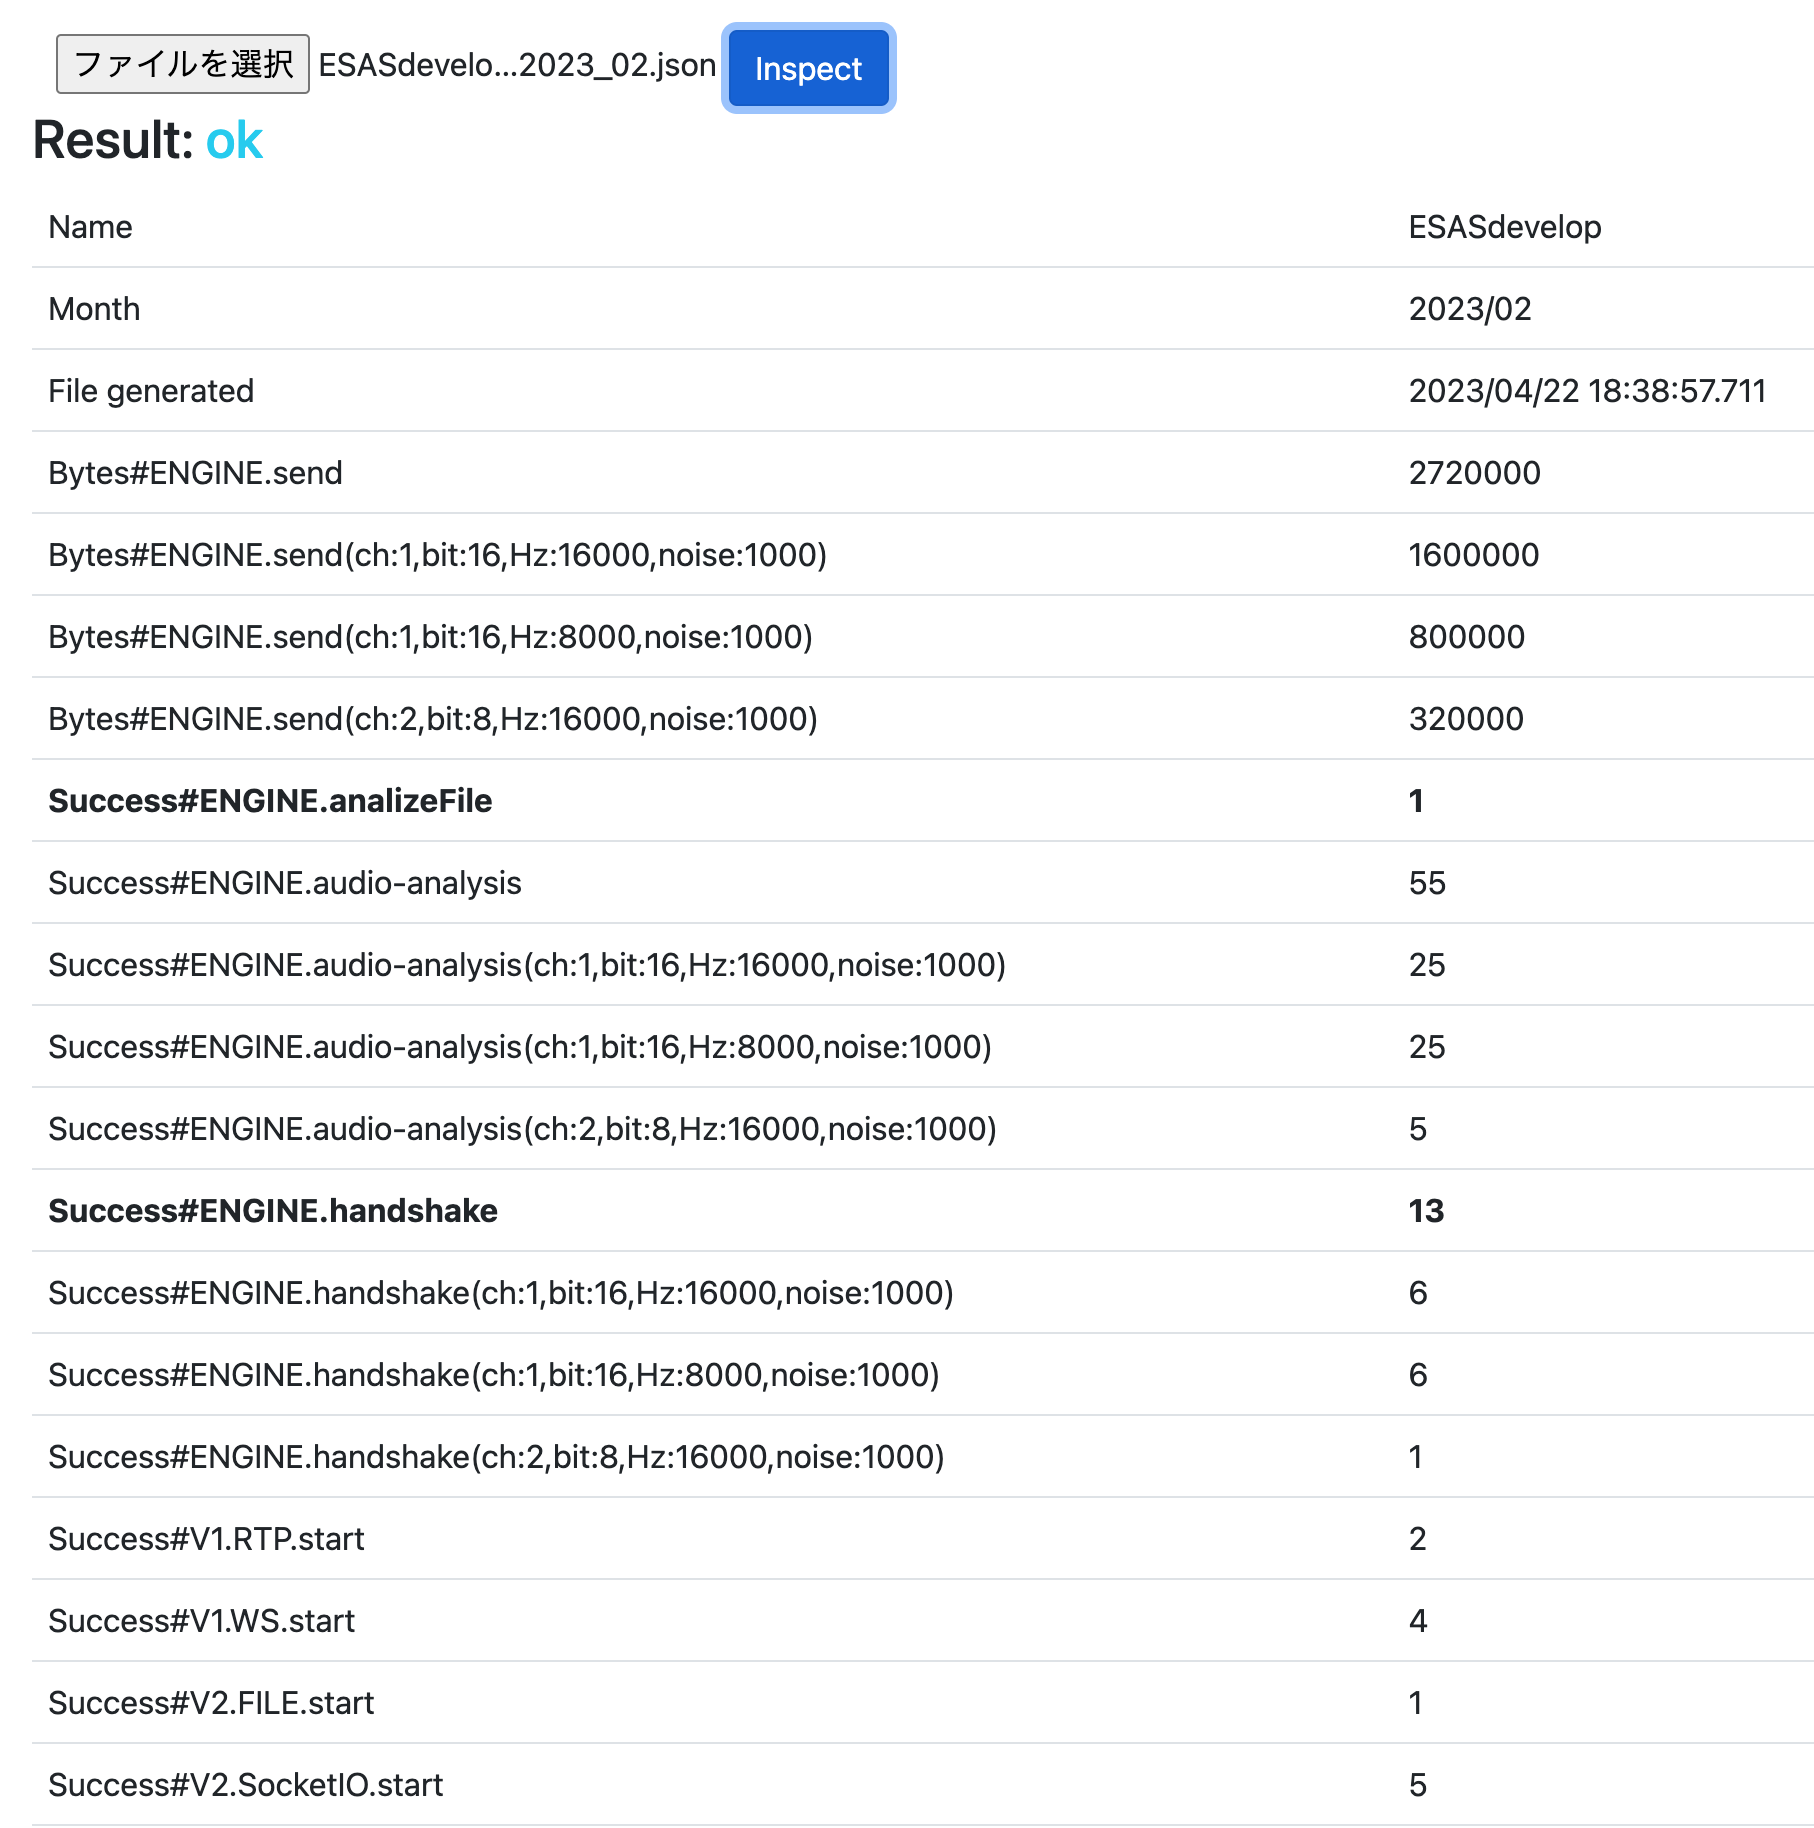 ファイルを選択 ESASdevelo...2023_02.json Inspect
Result: ok
Name ESASdevelop
Month 2023/02
File generated 2023/04/22 18:38:57.711
Bytes#ENGINE.send 2720000
Bytes#ENGINE.send(ch:1,bit:16,Hz:16000,noise:1000) 1600000
Bytes#ENGINE.send(ch:1,bit:16,Hz:8000,noise:1000) 800000
Bytes#ENGINE.send(ch:2,bit:8,Hz:16000,noise:1000) 320000
Success#ENGINE.analizeFile 1
Success#ENGINE.audio-analysis 55
Success#ENGINE.audio-analysis(ch:1,bit:16,Hz:16000,noise:1000) 25
Success#ENGINE.audio-analysis(ch:1,bit:16,Hz:8000,noise:1000) 25
Success#ENGINE.audio-analysis(ch:2,bit:8,Hz:16000,noise:1000) 5
Success#ENGINE.handshake 13
Success#ENGINE.handshake(ch:1,bit:16,Hz:16000,noise:1000) 6
Success#ENGINE.handshake(ch:1,bit:16,Hz:8000,noise:1000) 6
Success#ENGINE.handshake(ch:2,bit:8,Hz:16000,noise:1000) 1
Success#V1.RTP.start 2
Success#V1.WS.start 4
Success#V2.FILE.start 1
Success#V2.SocketIO.start 5